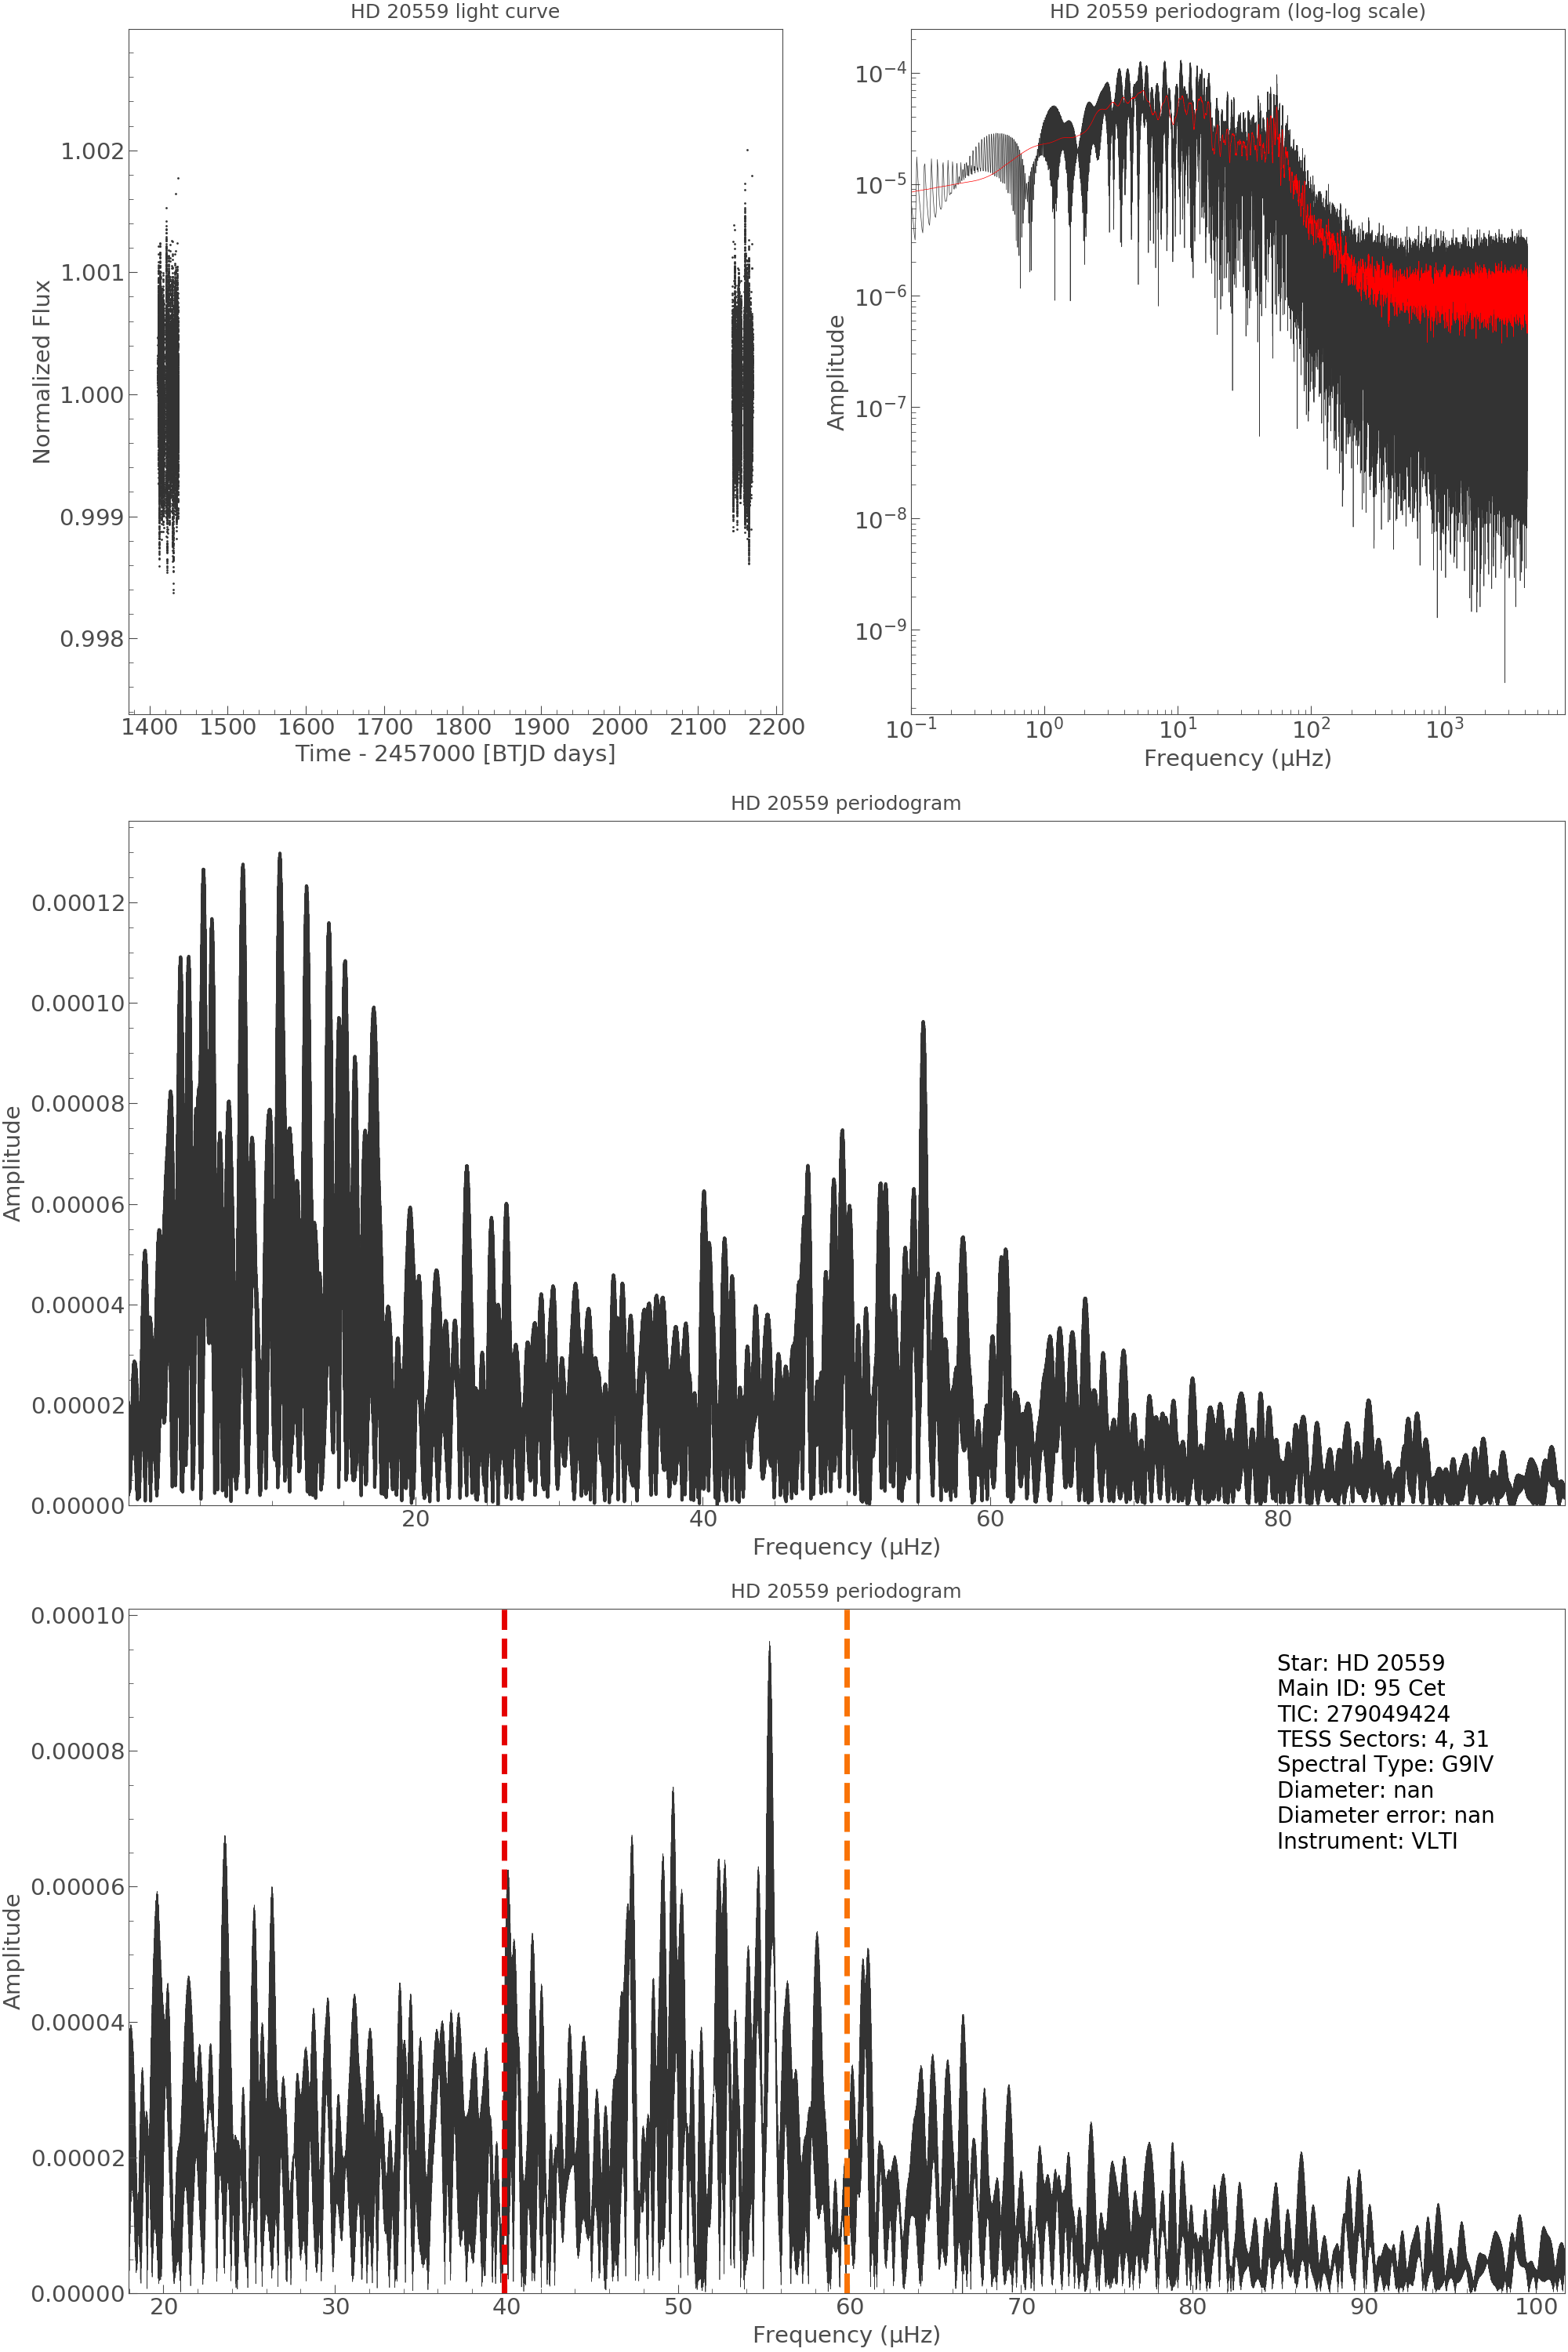 HD 20559 light curve
1.002
1.001
1.000
0.999
0.998
Normalized Flux
1400 1500 1600 1700 1800 1900 2000 2100 2200
Time - 2457000 [BTJD days]
HD 20559 periodogram (log-log scale)
10⁻⁴
10⁻⁵
10⁻⁶
10⁻⁷
10⁻⁸
10⁻⁹
Amplitude
10⁻¹ 10⁰ 10¹ 10² 10³
Frequency (μHz)
HD 20559 periodogram
0.00012
0.00010
0.00008
0.00006
0.00004
0.00002
0.00000
Amplitude
20 40 60 80
Frequency (μHz)
HD 20559 periodogram
0.00010
0.00008
0.00006
0.00004
0.00002
0.00000
Amplitude
Star: HD 20559
Main ID: 95 Cet
TIC: 279049424
TESS Sectors: 4, 31
Spectral Type: G9IV
Diameter: nan
Diameter error: nan
Instrument: VLTI
20 30 40 50 60 70 80 90 100
Frequency (μHz)